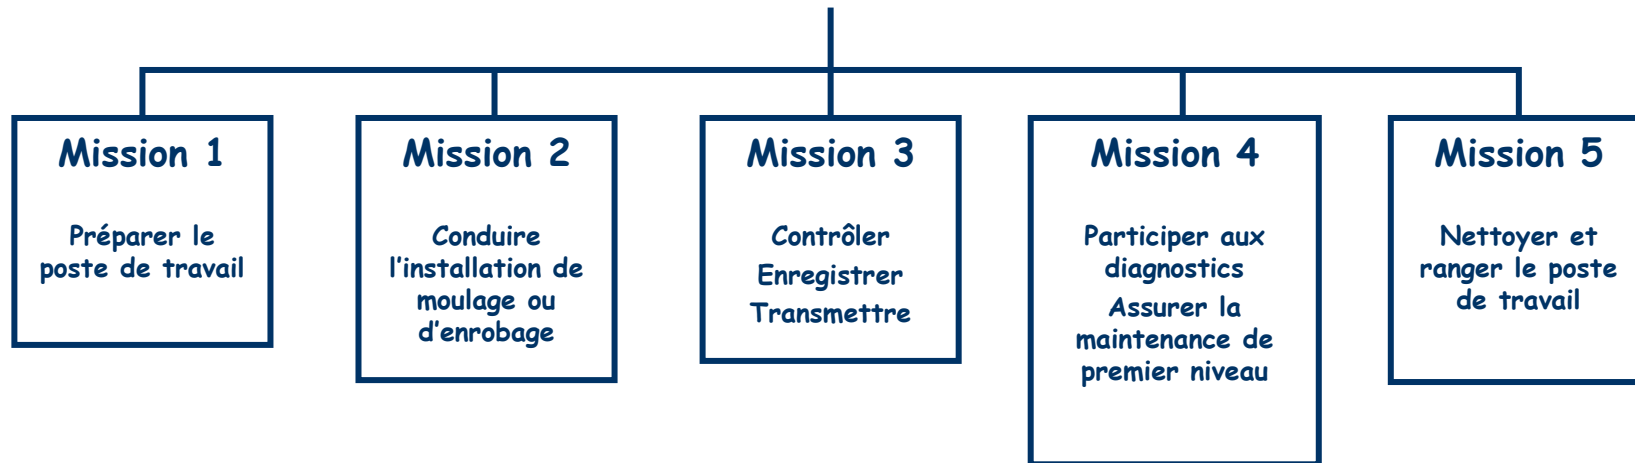 Mission 1
Préparer le
poste de travail
Mission 2
Conduire
l'installation de
moulage ou
d'enrobage
Mission 3
Contrôler
Enregistrer
Transmettre
Mission 4
Participer aux
diagnostics
Assurer la
maintenance de
premier niveau
Mission 5
Nettoyer et
ranger le poste
de travail